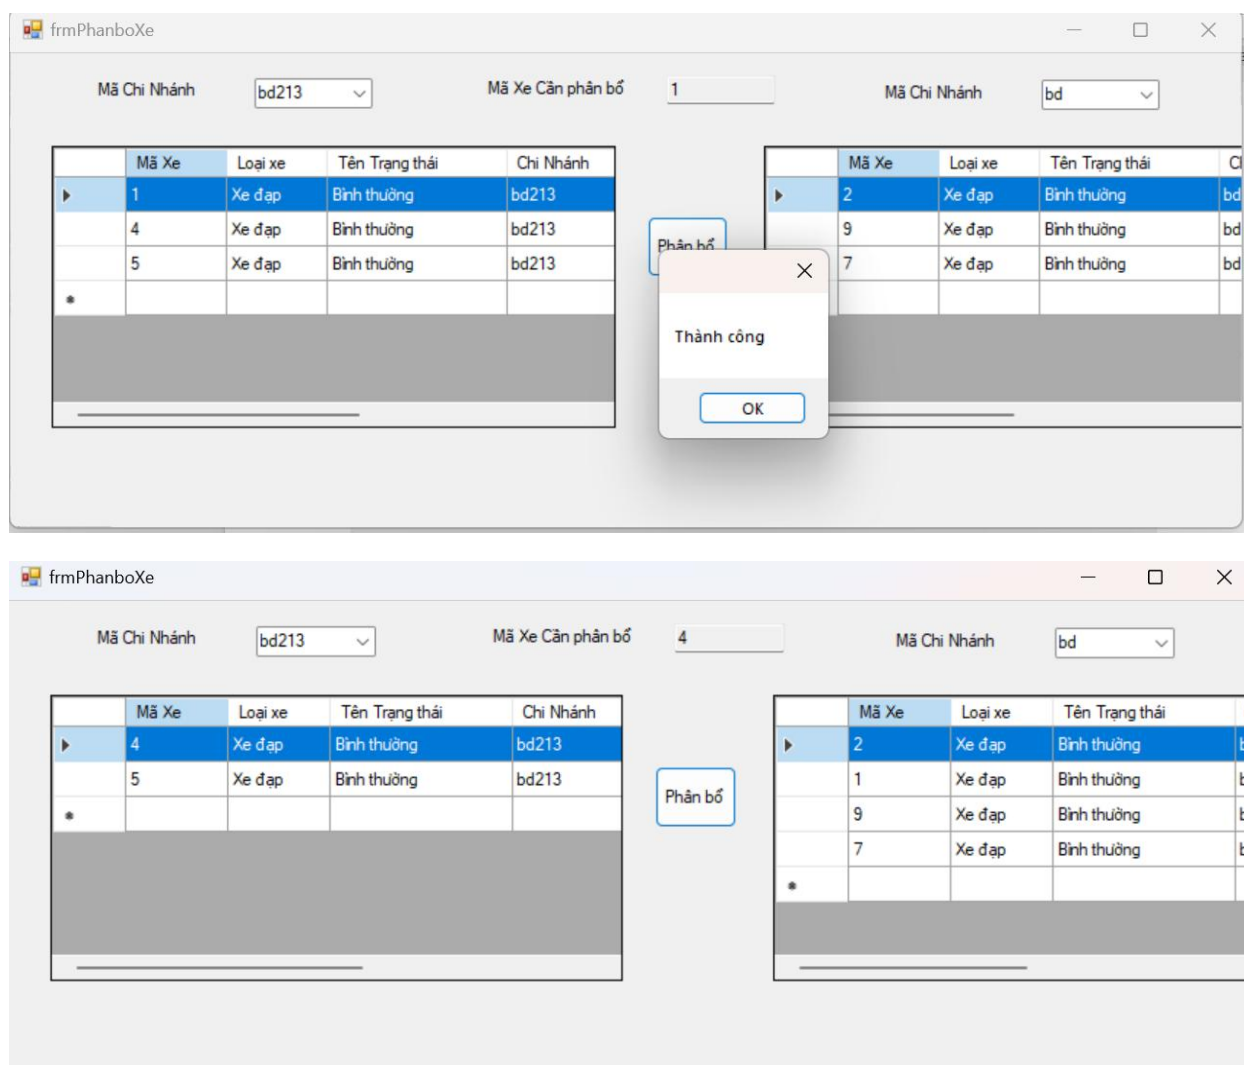 frmPhanboXe
Mã Chi Nhánh bd213 Mã Xe Cần phân bổ 1 Mã Chi Nhánh bd
Mã Xe Loại xe Tên Trạng thái Chi Nhánh Mã Xe Loại xe Tên Trạng thái
1 Xe đạp Bình thường bd213 2 Xe đạp Bình thường bd
4 Xe đạp Bình thường bd213 9 Xe đạp Bình thường bd
5 Xe đạp Bình thường bd213 7 Xe đạp Bình thường bd
Phân bổ
Thành công
OK
frmPhanboXe
Mã Chi Nhánh bd213 Mã Xe Cần phân bổ 4 Mã Chi Nhánh bd
Mã Xe Loại xe Tên Trạng thái Chi Nhánh Mã Xe Loại xe Tên Trạng thái
4 Xe đạp Bình thường bd213 2 Xe đạp Bình thường
5 Xe đạp Bình thường bd213 1 Xe đạp Bình thường
Phân bổ
9 Xe đạp Bình thường
7 Xe đạp Bình thường